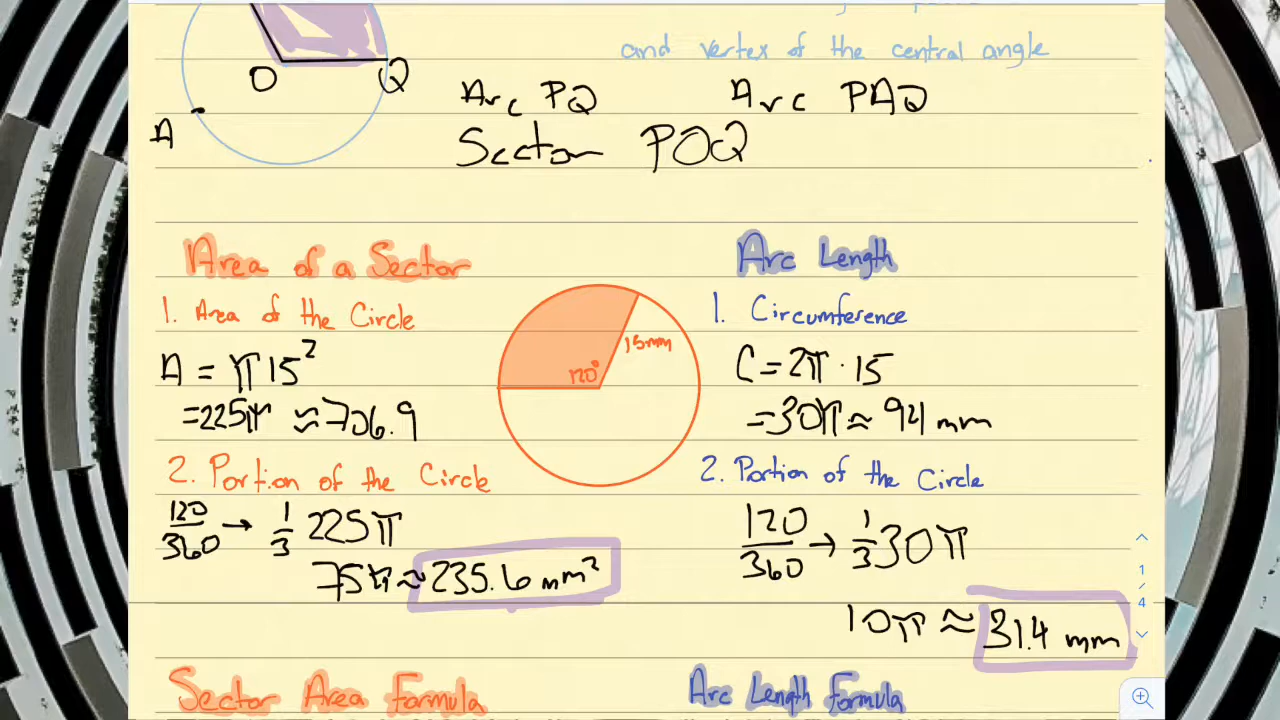 and vertex of the central angle
O
Q
A
Arc PQ
Arc PAQ
Sector POQ
Area of a Sector
1. Area of the Circle
A = π15²
=225π ≈706.9
2. Portion of the Circle
120/360 → 1/3 225π
75π≈235.6 mm²
120°
15mm
Arc Length
1. Circumference
C=2π · 15
=30π≈ 94 mm
2. Portion of the Circle
120/360 → 1/3 30π
10π ≈ 31.4 mm
1
/
4
Sector Area Formula
Arc Length formula